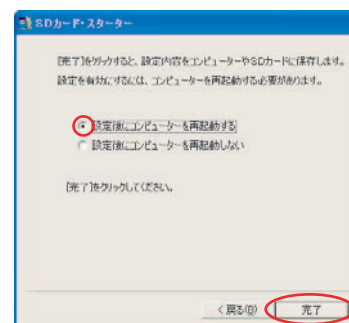 SDカード・スターター
[完了]をクリックすると、設定内容をコンピューターやSDカードに保存します。
設定を有効にするには、コンピューターを再起動する必要があります。
設定後にコンピューターを再起動する
設定後にコンピューターを再起動しない
[完了]をクリックしてください。
< 戻る(B)
完了